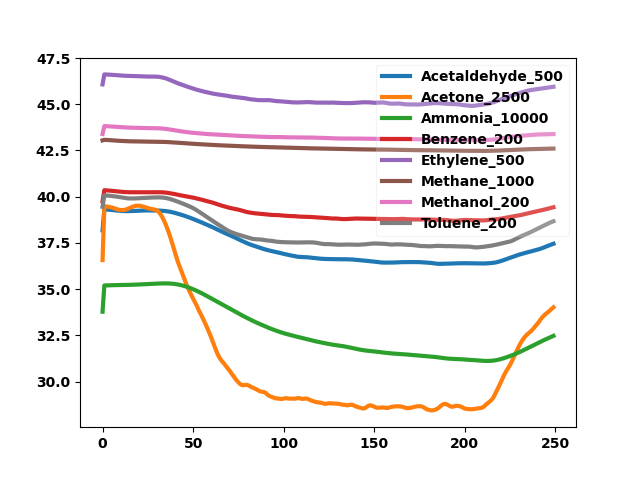 47.5
45.0
42.5
40.0
37.5
35.0
32.5
30.0
Acetaldehyde_500
Acetone_2500
Ammonia_10000
Benzene_200
Ethylene_500
Methane_1000
Methanol_200
Toluene_200
0 50 100 150 200 250